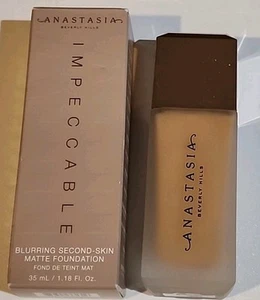 ANASTASIA
BEVERLY HILLS
IMPECCABLE
BLURRING SECOND-SKIN
MATTE FOUNDATION
FOND DE TEINT MAT
35 mL / 1.18 Fl. Oz.
ANASTASIA
BEVERLY HILLS